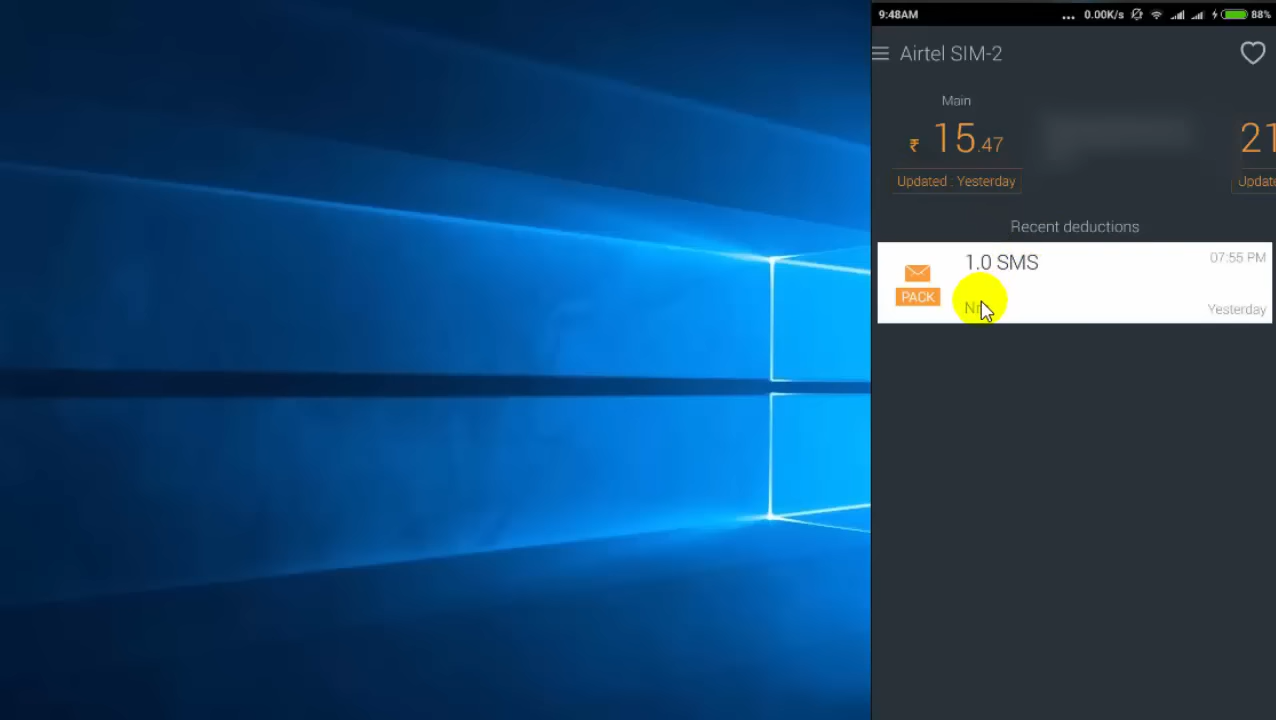 9:48AM ... 0.00K/s 88%
Airtel SIM-2
Main
₹ 15.47
21
Updated : Yesterday
Recent deductions
1.0 SMS 07:55 PM
PACK
Yesterday